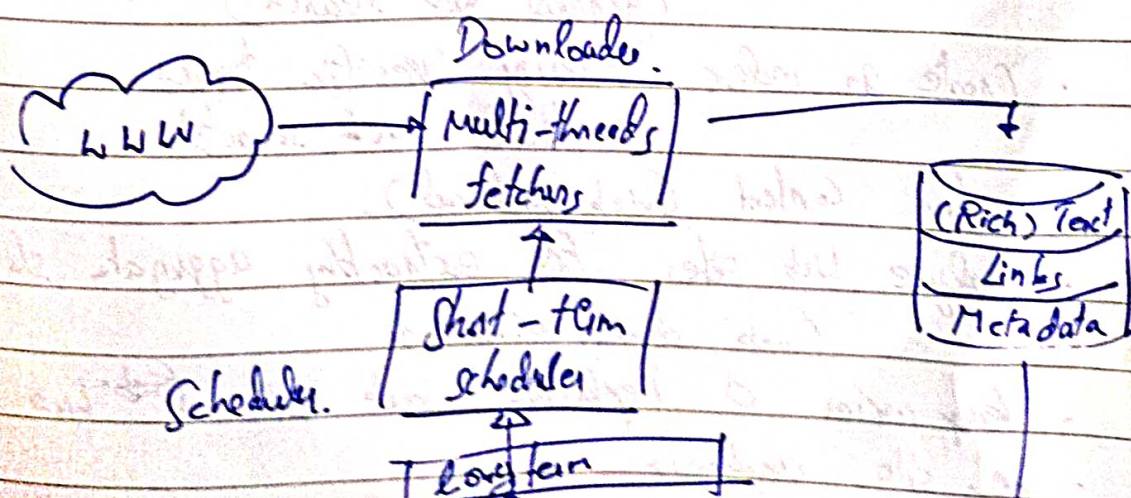 Downloader.
WWW
Multi-threads
fetchers
(Rich) Text
Links
Metadata
Short-term
scheduler
Scheduler.
Long term